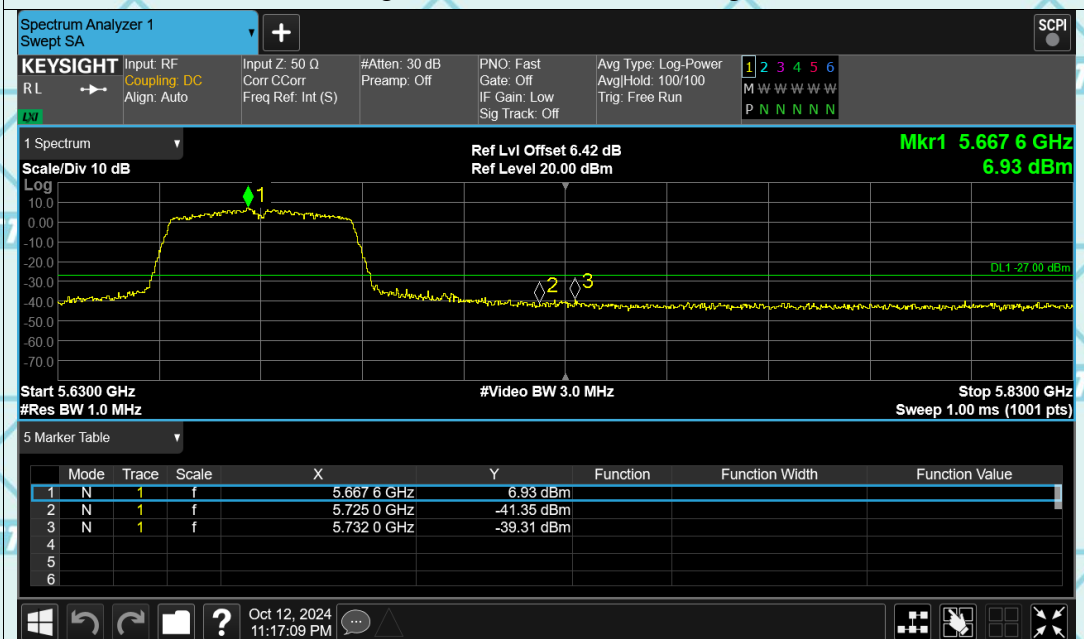 Spectrum Analyzer 1
Swept SA
+
SCPI
KEYSIGHT
RL
LXI
Input: RF
Coupling: DC
Align: Auto
Input Z: 50 Ω
Corr CCorr
Freq Ref: Int (S)
#Atten: 30 dB
Preamp: Off
PNO: Fast
Gate: Off
IF Gain: Low
Sig Track: Off
Avg Type: Log-Power
Avg|Hold: 100/100
Trig: Free Run
1 2 3 4 5 6
M W W W W W
P N N N N N
1 Spectrum
Scale/Div 10 dB
Ref Lvl Offset 6.42 dB
Ref Level 20.00 dBm
Mkr1 5.667 6 GHz
6.93 dBm
Log
10.0
0.00
-10.0
-20.0
-30.0
-40.0
-50.0
-60.0
-70.0
1
2
3
DL1 -27.00 dBm
Start 5.6300 GHz
#Video BW 3.0 MHz
Stop 5.8300 GHz
#Res BW 1.0 MHz
Sweep 1.00 ms (1001 pts)
5 Marker Table
Mode Trace Scale X Y Function Function Width Function Value
1 N 1 f 5.667 6 GHz 6.93 dBm
2 N 1 f 5.725 0 GHz -41.35 dBm
3 N 1 f 5.732 0 GHz -39.31 dBm
4
5
6
?
Oct 12, 2024
11:17:09 PM